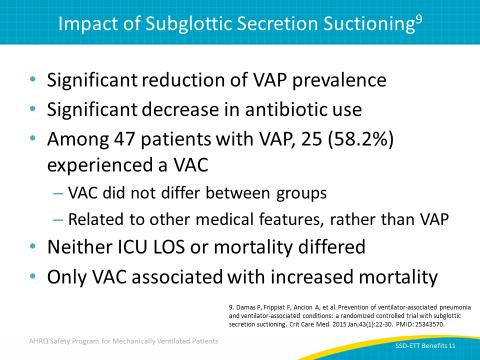 Impact of Subglottic Secretion Suctioning9
• Significant reduction of VAP prevalence
• Significant decrease in antibiotic use
• Among 47 patients with VAP, 25 (58.2%)
experienced a VAC
– VAC did not differ between groups
– Related to other medical features, rather than VAP
• Neither ICU LOS or mortality differed
• Only VAC associated with increased mortality
9. Damas P, Frippiat F, Ancion A, et al. Prevention of ventilator-associated pneumonia
and ventilator-associated conditions: a randomized controlled trial with subglottic
secretion suctioning. Crit Care Med. 2015 Jan;43(1):22-30. PMID: 25343570.
AHRQ Safety Program for Mechanically Ventilated Patients
SSD-ETT Benefits 11